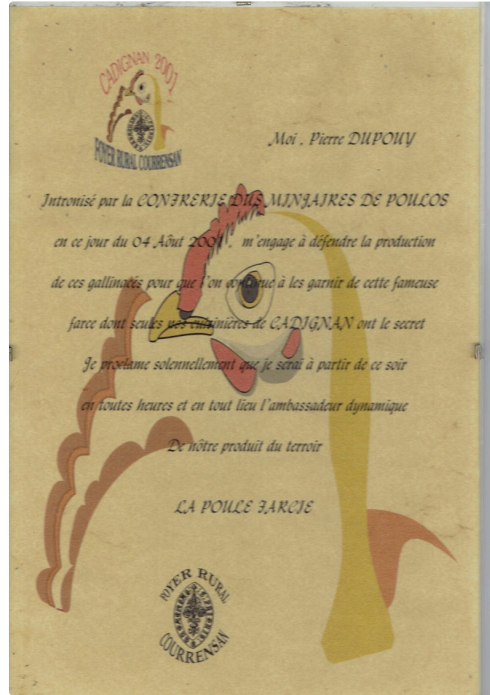 CADIGNAN 2001
FOYER RURAL COURRENSAN
Moi , Pierre DUPOUY
Intronisé par la CONFRERIE DUS MINJAIRES DE POULOS
en ce jour du 04 Aôut 2001 , m'engage à défendre la production
de ces gallinacés pour que l'on continue à les garnir de cette fameuse
farce dont seules nos cuisinières de CADIGNAN ont le secret
Je proclame solennellement que je serai à partir de ce soir
en toutes heures et en tout lieu l'ambassadeur dynamique
De nôtre produit du terroir
LA POULE FARCIE
FOYER RURAL
COURRENSAN